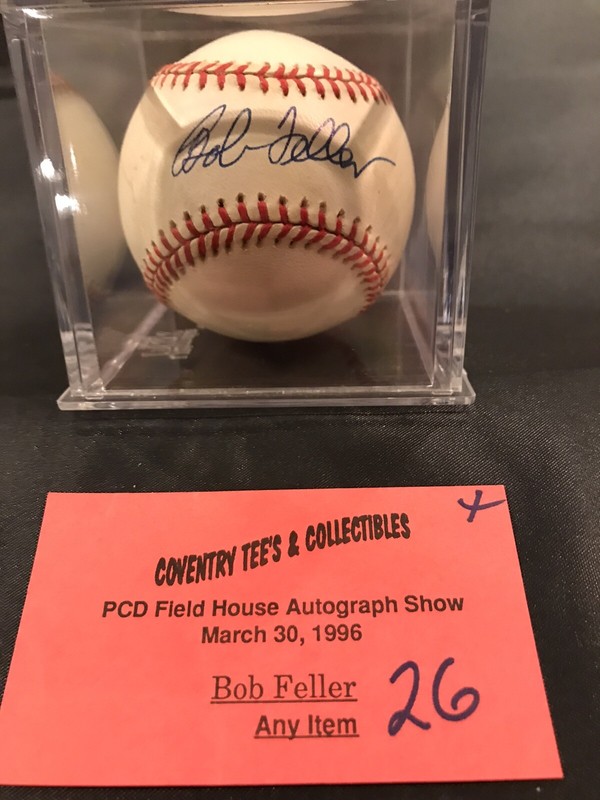 Bob Feller
COVENTRY TEE'S & COLLECTIBLES
PCD Field House Autograph Show
March 30, 1996
Bob Feller
Any Item
26